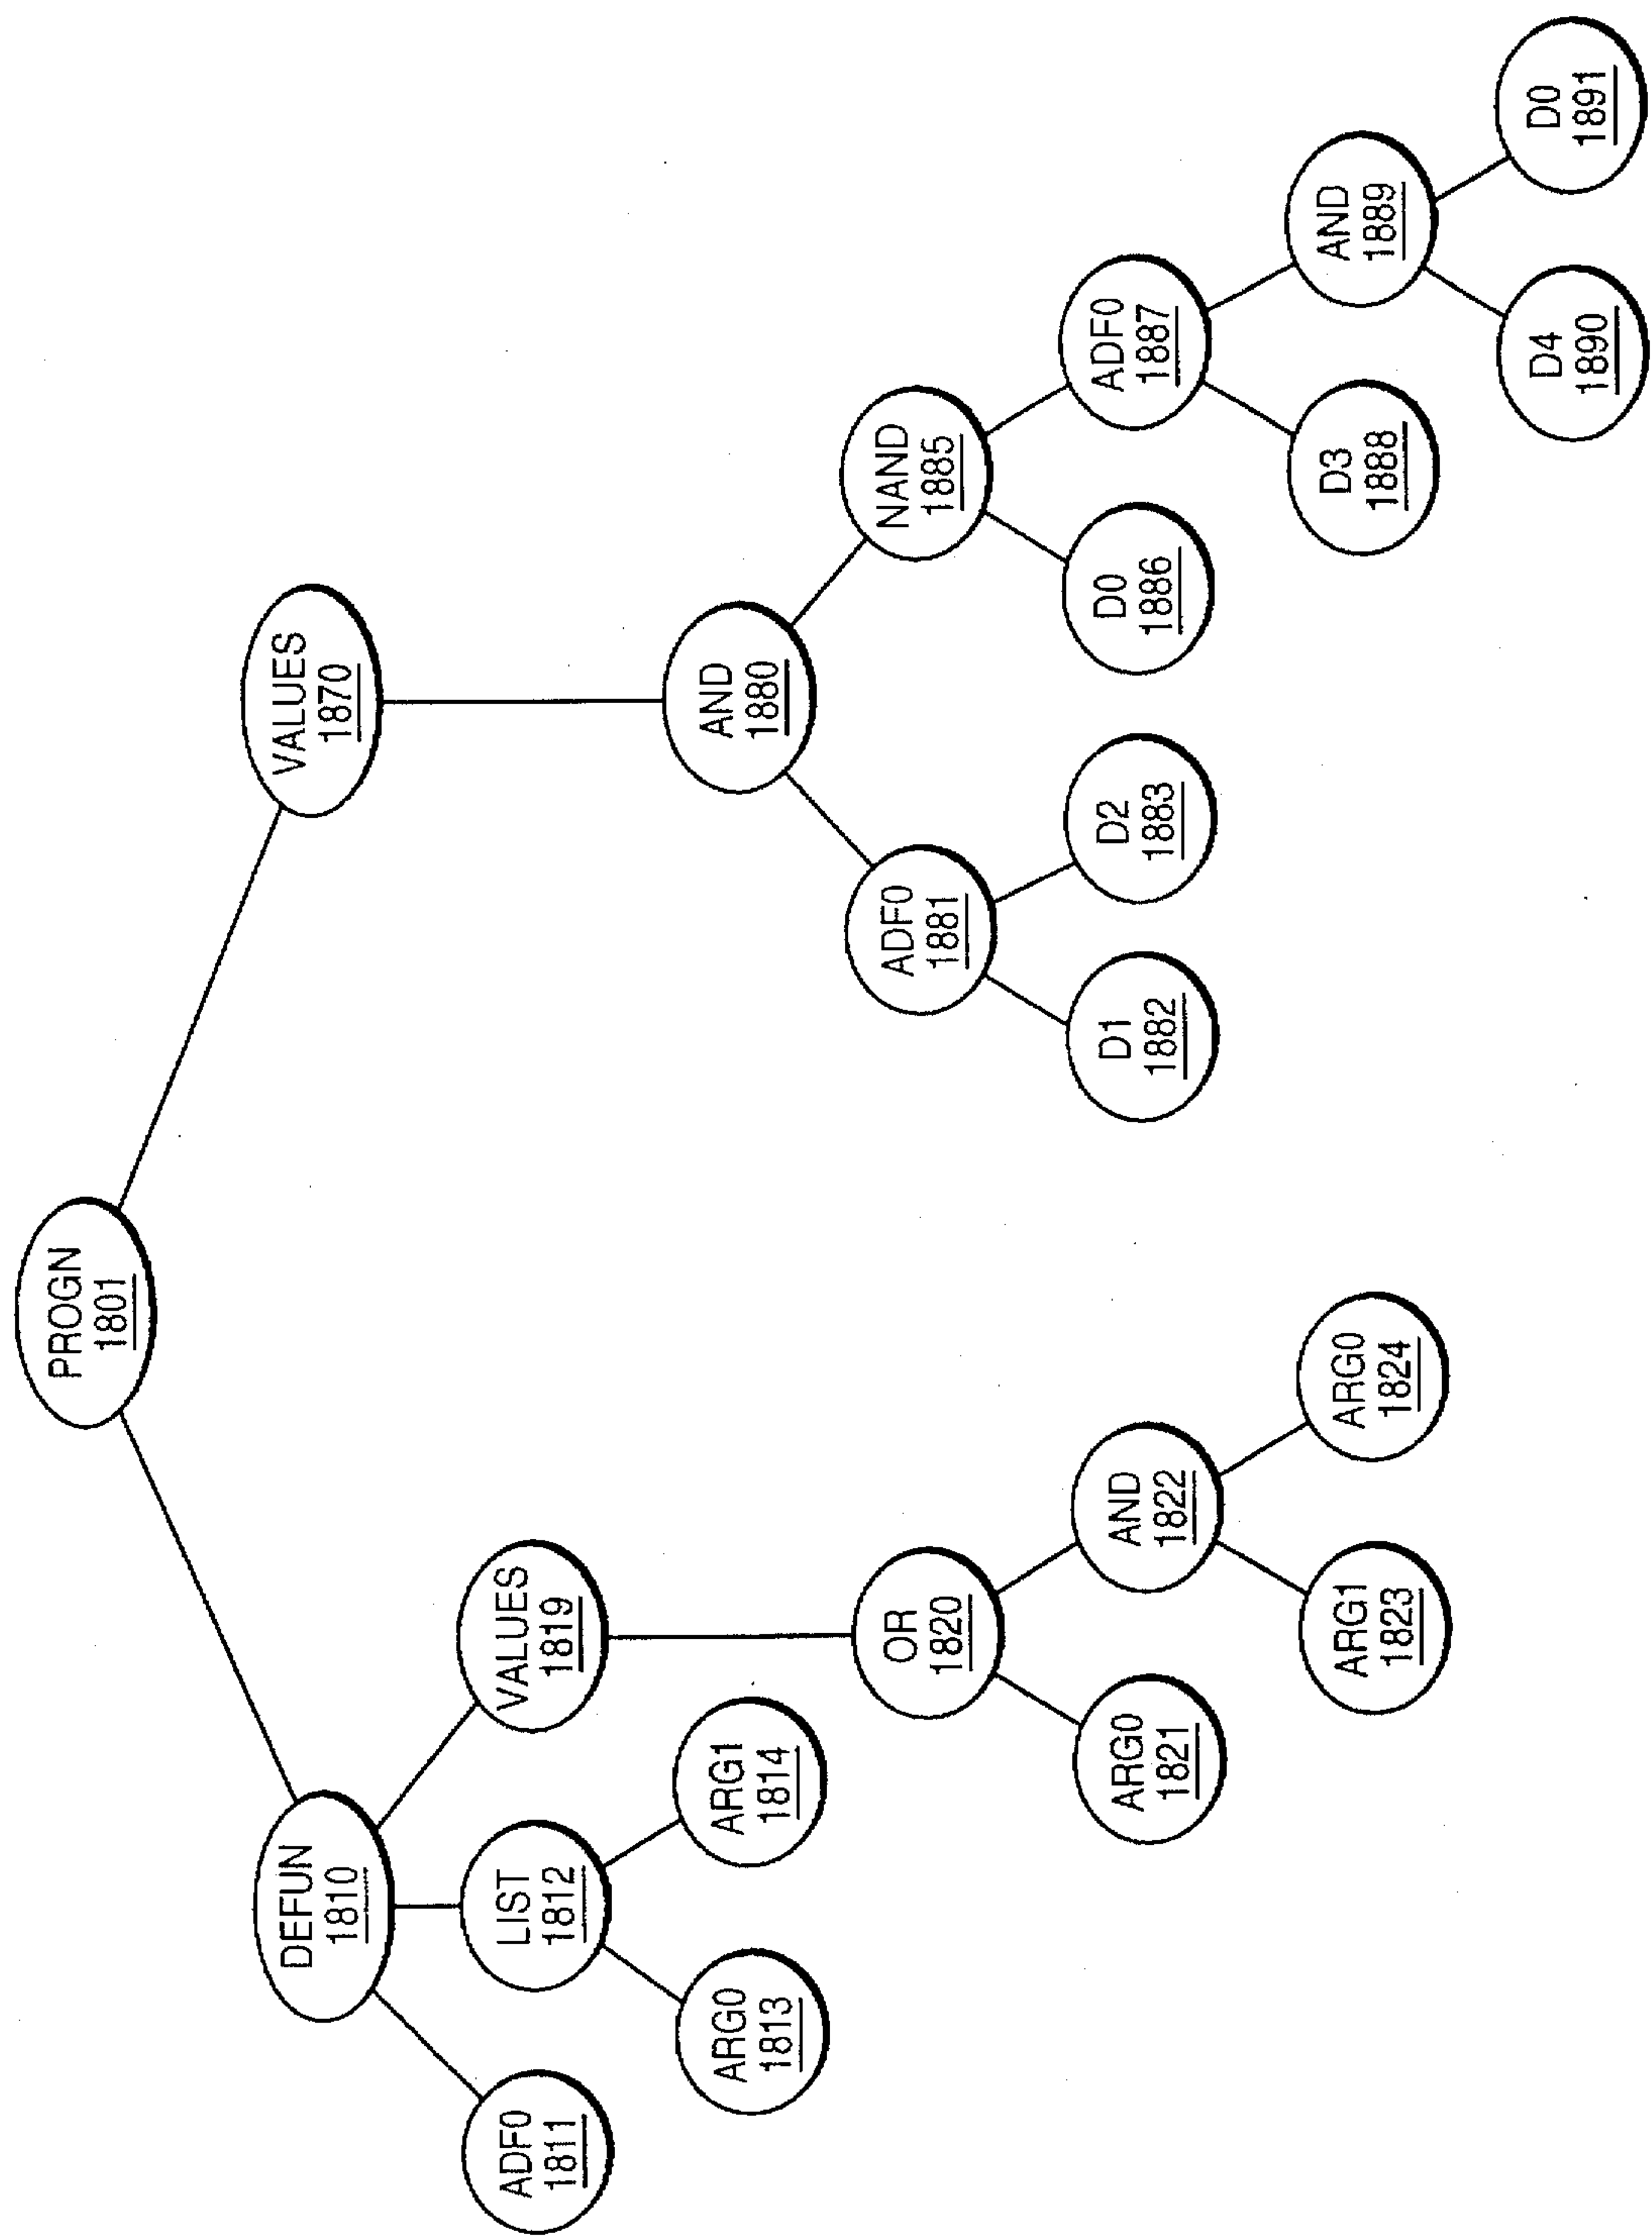 PROGN
1801
DEFUN
1810
VALUES
1870
ADF0
1811
LIST
1812
VALUES
1819
ARG0
1813
ARG1
1814
OR
1820
ARG0
1821
AND
1822
ARG1
1823
ARG0
1824
AND
1880
ADF0
1881
NAND
1885
D1
1882
D2
1883
D0
1886
ADF0
1887
D3
1888
AND
1889
D4
1890
D0
1891